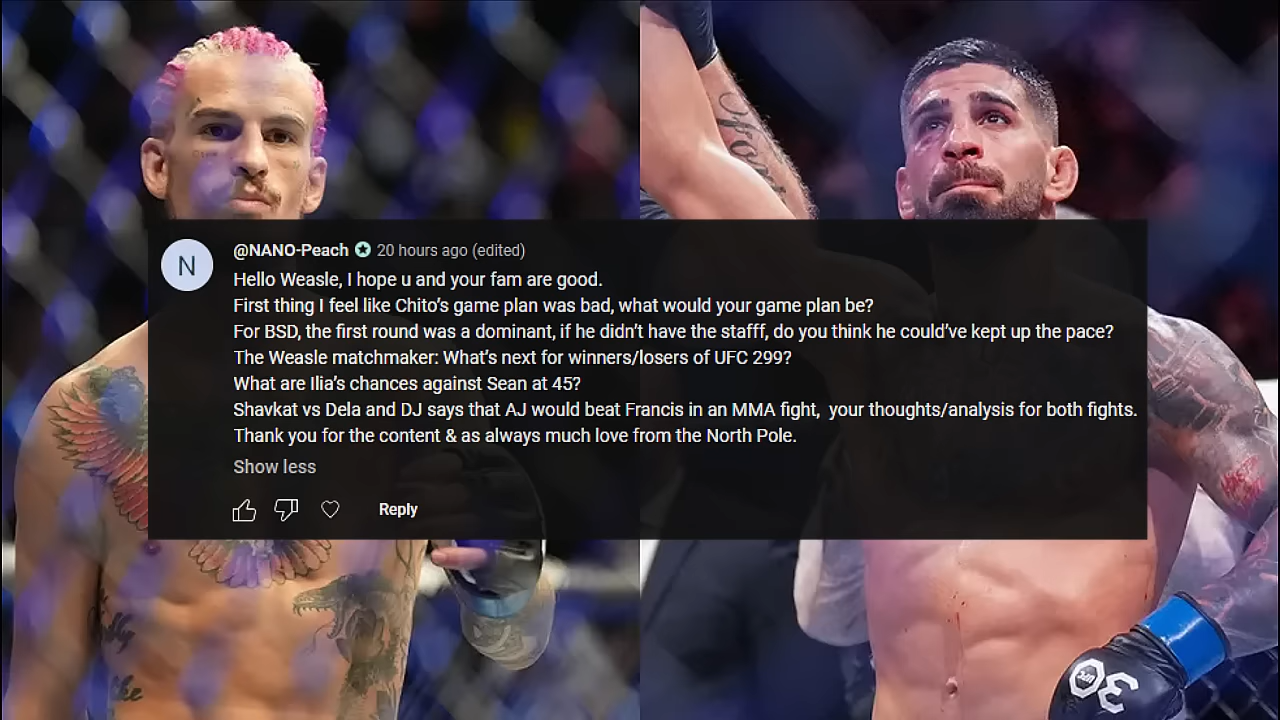 N
@NANO-Peach 20 hours ago (edited)
Hello Weasle, I hope u and your fam are good.
First thing I feel like Chito's game plan was bad, what would your game plan be?
For BSD, the first round was a dominant, if he didn't have the stafff, do you think he could've kept up the pace?
The Weasle matchmaker: What's next for winners/losers of UFC 299?
What are Ilia's chances against Sean at 45?
Shavkat vs Dela and DJ says that AJ would beat Francis in an MMA fight, your thoughts/analysis for both fights.
Thank you for the content & as always much love from the North Pole.
Show less
Reply